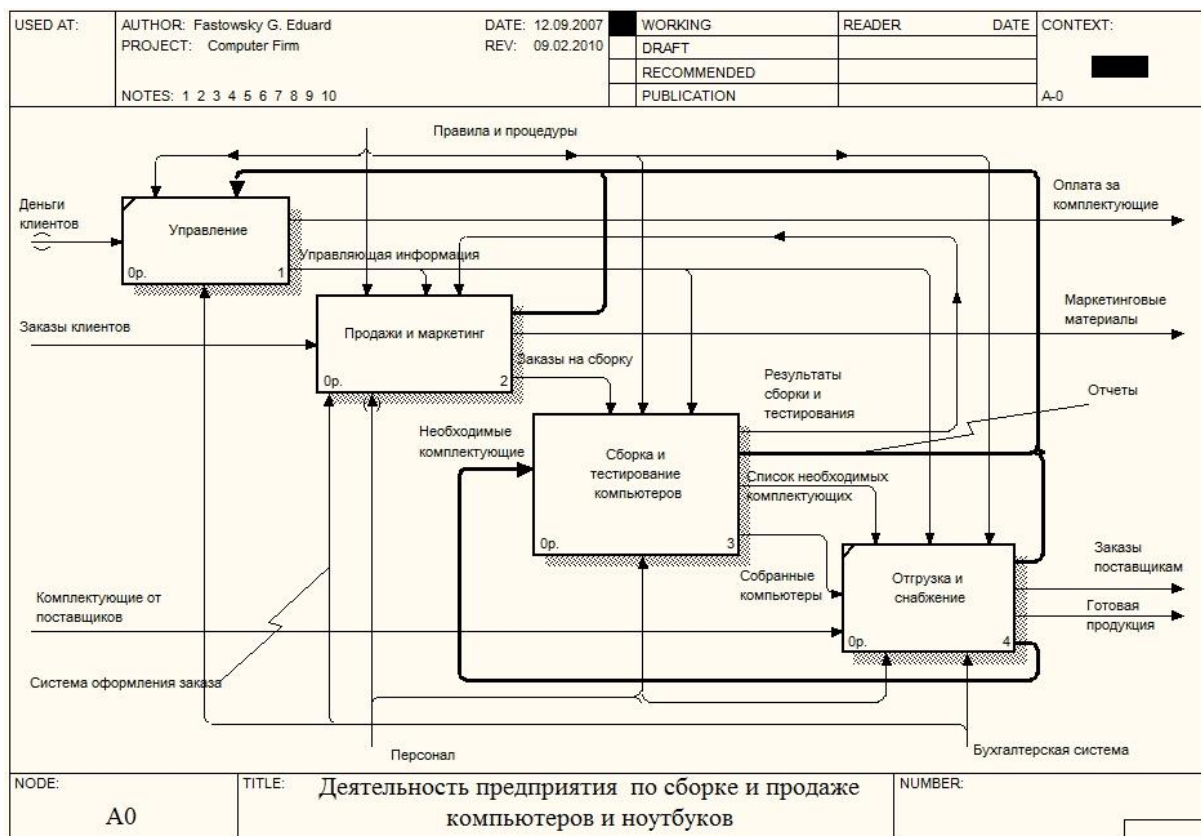 USED AT:
AUTHOR: Fastowsky G. Eduard
DATE: 12.09.2007
PROJECT: Computer Firm
REV: 09.02.2010
NOTES: 1 2 3 4 5 6 7 8 9 10
WORKING
DRAFT
RECOMMENDED
PUBLICATION
READER
DATE
CONTEXT:
A-0
Правила и процедуры
Деньги
клиентов
Управление
0р.
1
Оплата за
комплектующие
Управляющая информация
Заказы клиентов
Продажи и маркетинг
0р.
2
Маркетинговые
материалы
Заказы на сборку
Результаты
сборки и
тестирования
Отчеты
Необходимые
комплектующие
Сборка и
тестирование
компьютеров
0р.
3
Список необходимых
комплектующих
Собранные
компьютеры
Отгрузка и
снабжение
0р.
4
Заказы
поставщикам
Готовая
продукция
Комплектующие от
поставщиков
Система оформления заказа
Персонал
Бухгалтерская система
NODE:
A0
TITLE:
Деятельность предприятия по сборке и продаже
компьютеров и ноутбуков
NUMBER: